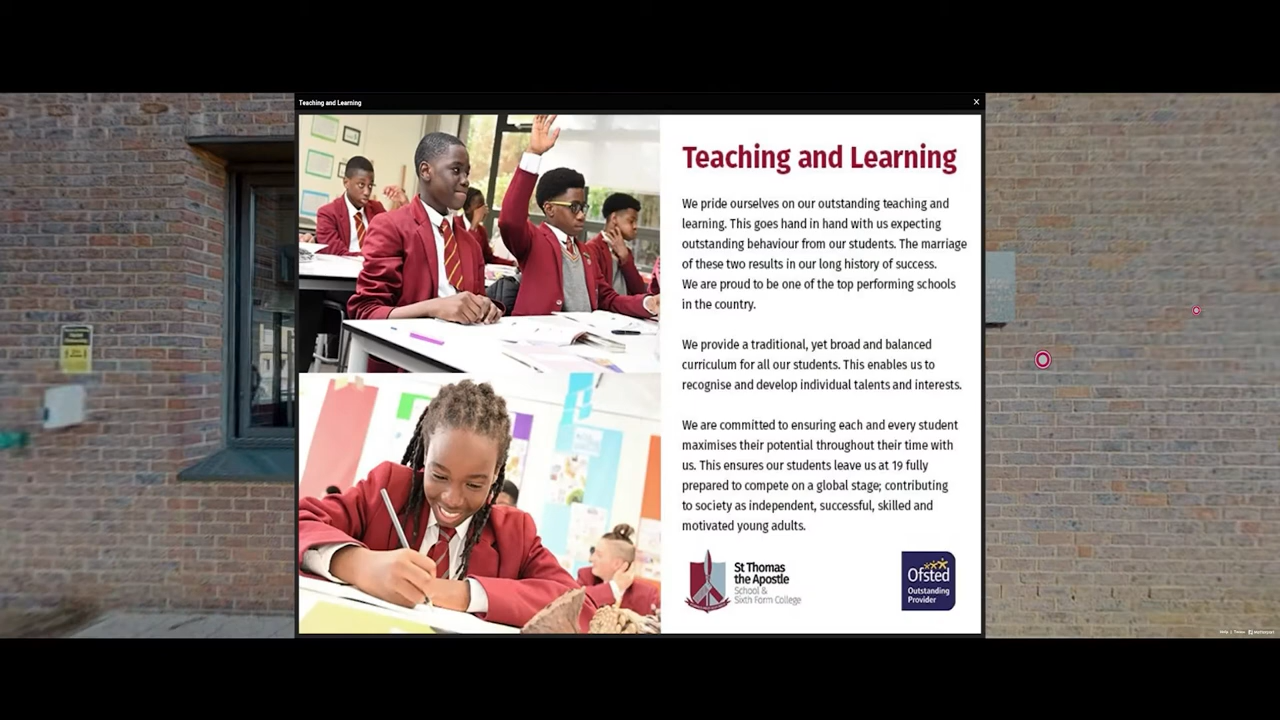 Teaching and Learning
Teaching and Learning
We pride ourselves on our outstanding teaching and
learning. This goes hand in hand with us expecting
outstanding behaviour from our students. The marriage
of these two results in our long history of success.
We are proud to be one of the top performing schools
in the country.
We provide a traditional, yet broad and balanced
curriculum for all our students. This enables us to
recognise and develop individual talents and interests.
We are committed to ensuring each and every student
maximises their potential throughout their time with
us. This ensures our students leave us at 19 fully
prepared to compete on a global stage; contributing
to society as independent, successful, skilled and
motivated young adults.
St Thomas
the Apostle
School &
Sixth Form College
Ofsted
Outstanding
Provider